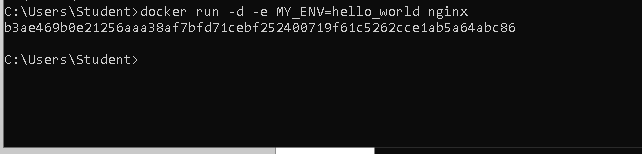 C:\Users\Student>docker run -d -e MY_ENV=hello_world nginx
b3ae469b0e21256aaa38af7bfd71cebf252400719f61c5262cce1ab5a64abc86
C:\Users\Student>